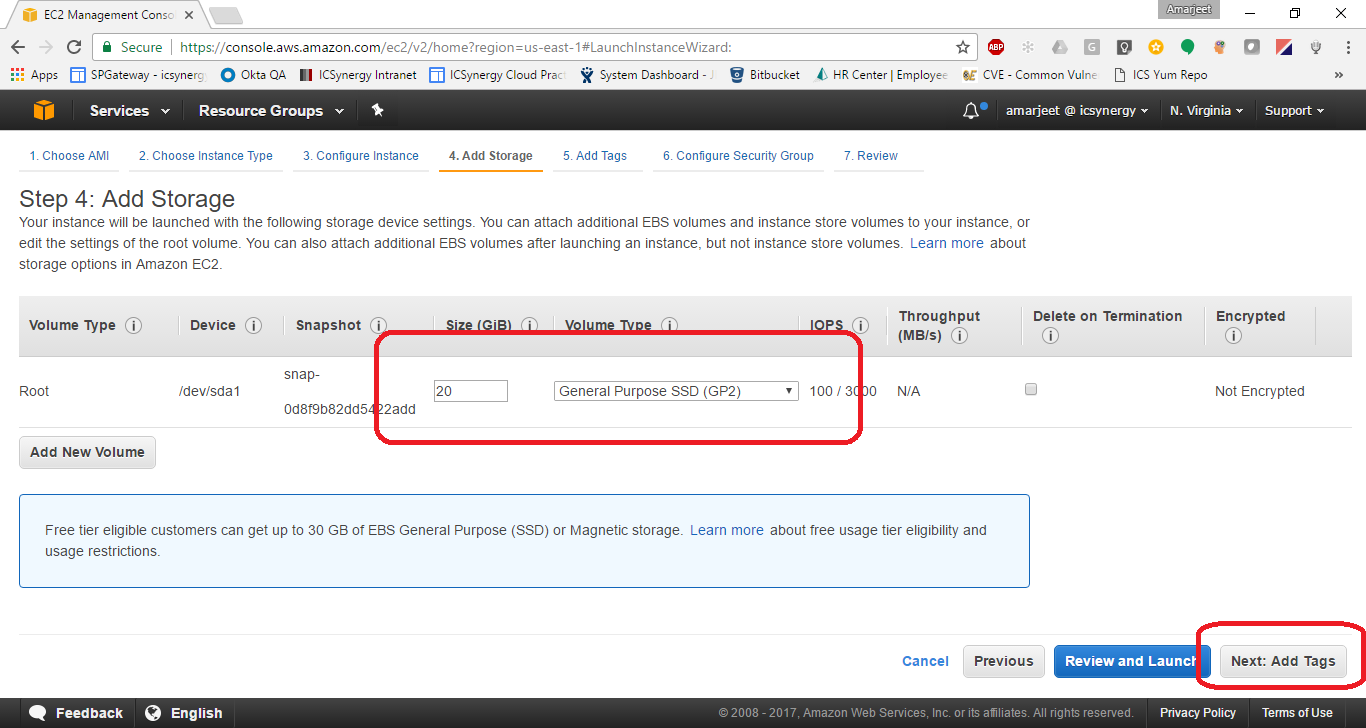 EC2 Management Conso
Amarjeet
Secure https://console.aws.amazon.com/ec2/v2/home?region=us-east-1#LaunchInstanceWizard:
ABP
G
Apps SPGateway - icsynerg Okta QA ICSynergy Intranet ICSynergy Cloud Prac System Dashboard - J Bitbucket HR Center | Employee CVE - Common Vulne ICS Yum Repo »
Services Resource Groups amarjeet @ icsynergy N. Virginia Support
1. Choose AMI 2. Choose Instance Type 3. Configure Instance 4. Add Storage 5. Add Tags 6. Configure Security Group 7. Review
Step 4: Add Storage
Your instance will be launched with the following storage device settings. You can attach additional EBS volumes and instance store volumes to your instance, or
edit the settings of the root volume. You can also attach additional EBS volumes after launching an instance, but not instance store volumes. Learn more about
storage options in Amazon EC2.
Volume Type i Device i Snapshot i Size (GiB) i Volume Type i IOPS i Throughput (MB/s) i Delete on Termination i Encrypted i
Root /dev/sda1 snap-
0d8f9b82dd5422add 20 General Purpose SSD (GP2) 100 / 3000 N/A Not Encrypted
Add New Volume
Free tier eligible customers can get up to 30 GB of EBS General Purpose (SSD) or Magnetic storage. Learn more about free usage tier eligibility and
usage restrictions.
Cancel Previous Review and Launch Next: Add Tags
Feedback English © 2008 - 2017, Amazon Web Services, Inc. or its affiliates. All rights reserved. Privacy Policy Terms of Use